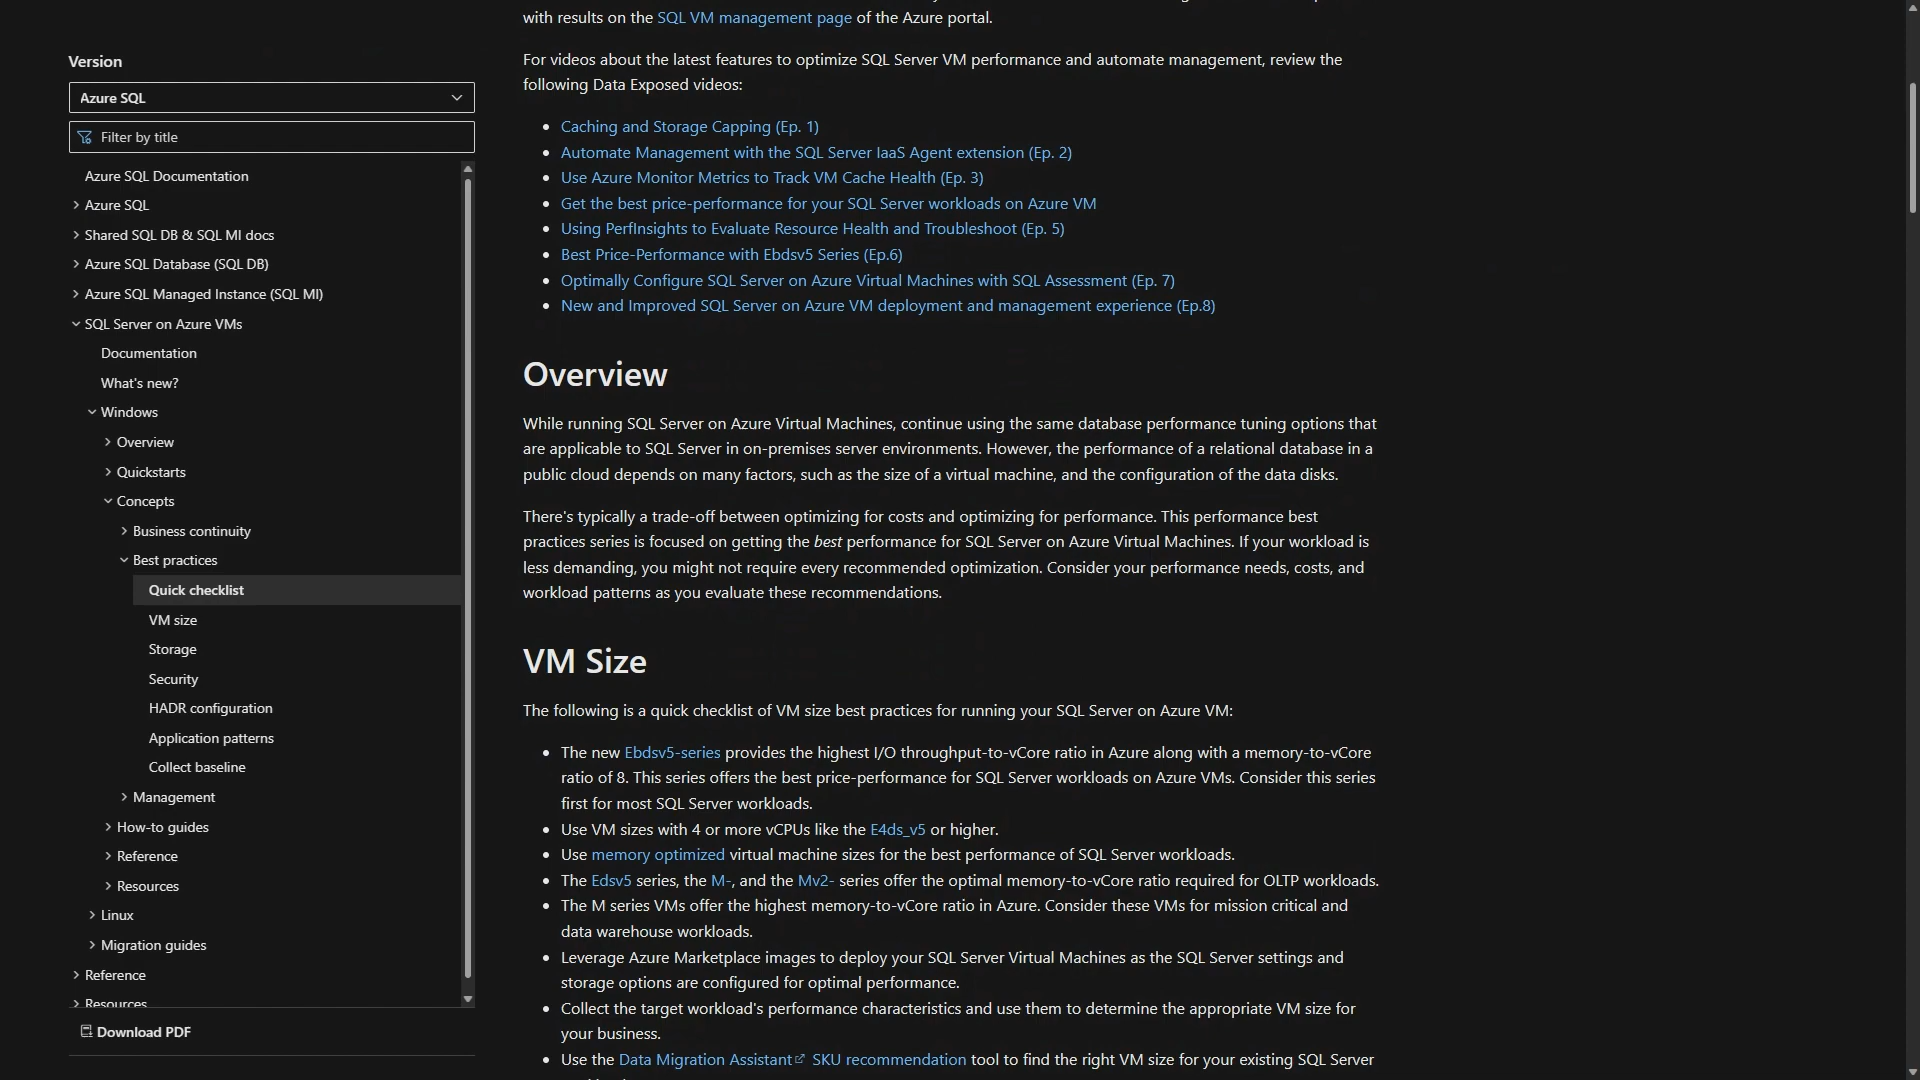 with results on the SQL VM management page of the Azure portal.
Version
Azure SQL
Filter by title
Azure SQL Documentation
Azure SQL
Shared SQL DB & SQL MI docs
Azure SQL Database (SQL DB)
Azure SQL Managed Instance (SQL MI)
SQL Server on Azure VMs
Documentation
What's new?
Windows
Overview
Quickstarts
Concepts
Business continuity
Best practices
Quick checklist
VM size
Storage
Security
HADR configuration
Application patterns
Collect baseline
Management
How-to guides
Reference
Resources
Linux
Migration guides
Reference
Resources
Download PDF
For videos about the latest features to optimize SQL Server VM performance and automate management, review the
following Data Exposed videos:
• Caching and Storage Capping (Ep. 1)
• Automate Management with the SQL Server IaaS Agent extension (Ep. 2)
• Use Azure Monitor Metrics to Track VM Cache Health (Ep. 3)
• Get the best price-performance for your SQL Server workloads on Azure VM
• Using PerfInsights to Evaluate Resource Health and Troubleshoot (Ep. 5)
• Best Price-Performance with Ebdsv5 Series (Ep.6)
• Optimally Configure SQL Server on Azure Virtual Machines with SQL Assessment (Ep. 7)
• New and Improved SQL Server on Azure VM deployment and management experience (Ep.8)
Overview
While running SQL Server on Azure Virtual Machines, continue using the same database performance tuning options that
are applicable to SQL Server in on-premises server environments. However, the performance of a relational database in a
public cloud depends on many factors, such as the size of a virtual machine, and the configuration of the data disks.
There's typically a trade-off between optimizing for costs and optimizing for performance. This performance best
practices series is focused on getting the best performance for SQL Server on Azure Virtual Machines. If your workload is
less demanding, you might not require every recommended optimization. Consider your performance needs, costs, and
workload patterns as you evaluate these recommendations.
VM Size
The following is a quick checklist of VM size best practices for running your SQL Server on Azure VM:
• The new Ebdsv5-series provides the highest I/O throughput-to-vCore ratio in Azure along with a memory-to-vCore
ratio of 8. This series offers the best price-performance for SQL Server workloads on Azure VMs. Consider this series
first for most SQL Server workloads.
• Use VM sizes with 4 or more vCPUs like the E4ds_v5 or higher.
• Use memory optimized virtual machine sizes for the best performance of SQL Server workloads.
• The Edsv5 series, the M-, and the Mv2- series offer the optimal memory-to-vCore ratio required for OLTP workloads.
• The M series VMs offer the highest memory-to-vCore ratio in Azure. Consider these VMs for mission critical and
data warehouse workloads.
• Leverage Azure Marketplace images to deploy your SQL Server Virtual Machines as the SQL Server settings and
storage options are configured for optimal performance.
• Collect the target workload's performance characteristics and use them to determine the appropriate VM size for
your business.
• Use the Data Migration Assistant SKU recommendation tool to find the right VM size for your existing SQL Server